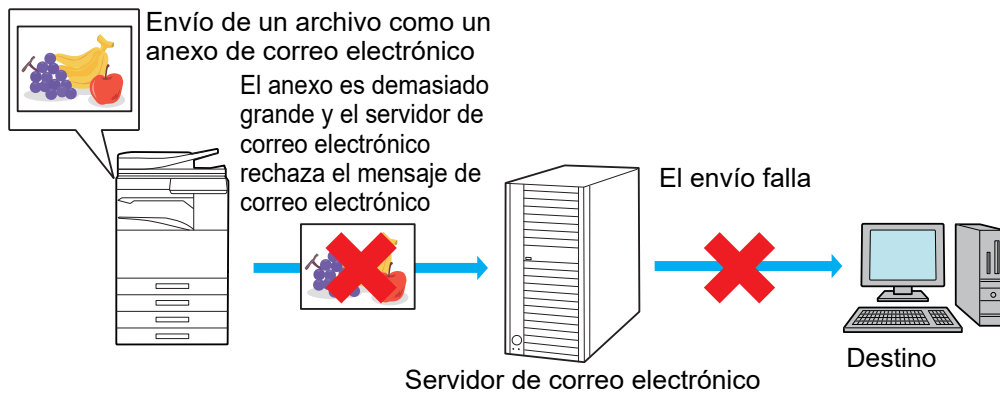 Envío de un archivo como un
anexo de correo electrónico
El anexo es demasiado
grande y el servidor de
correo electrónico
rechaza el mensaje de
correo electrónico
El envío falla
Destino
Servidor de correo electrónico